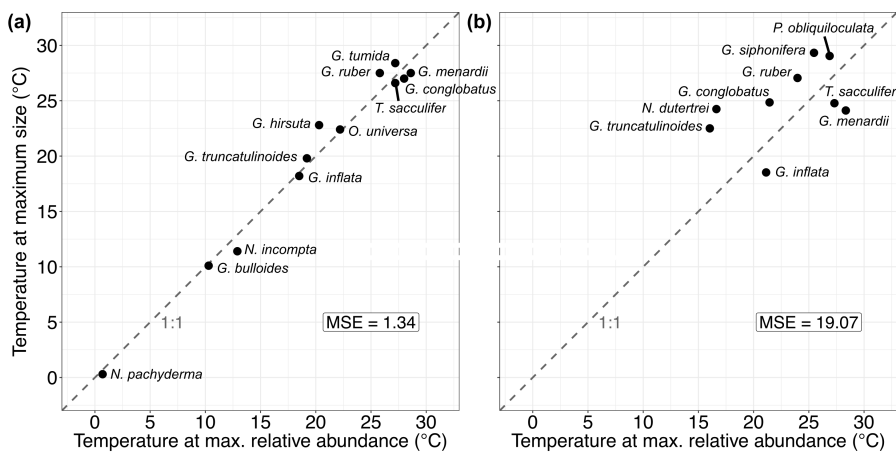 (a)
Temperature at maximum size (°C)
30
25
20
15
10
5
0
G. tumida
G. ruber
G. menardii
G. conglobatus
T. sacculifer
G. hirsuta
O. universa
G. truncatulinoides
G. inflata
N. incompta
G. bulloides
1:1
MSE = 1.34
N. pachyderma
0 5 10 15 20 25 30
Temperature at max. relative abundance (°C)
(b)
P. obliquiloculata
G. siphonifera
G. ruber
G. conglobatus
T. sacculifer
N. dutertrei
G. menardii
G. truncatulinoides
G. inflata
1:1
MSE = 19.07
0 5 10 15 20 25 30
Temperature at max. relative abundance (°C)